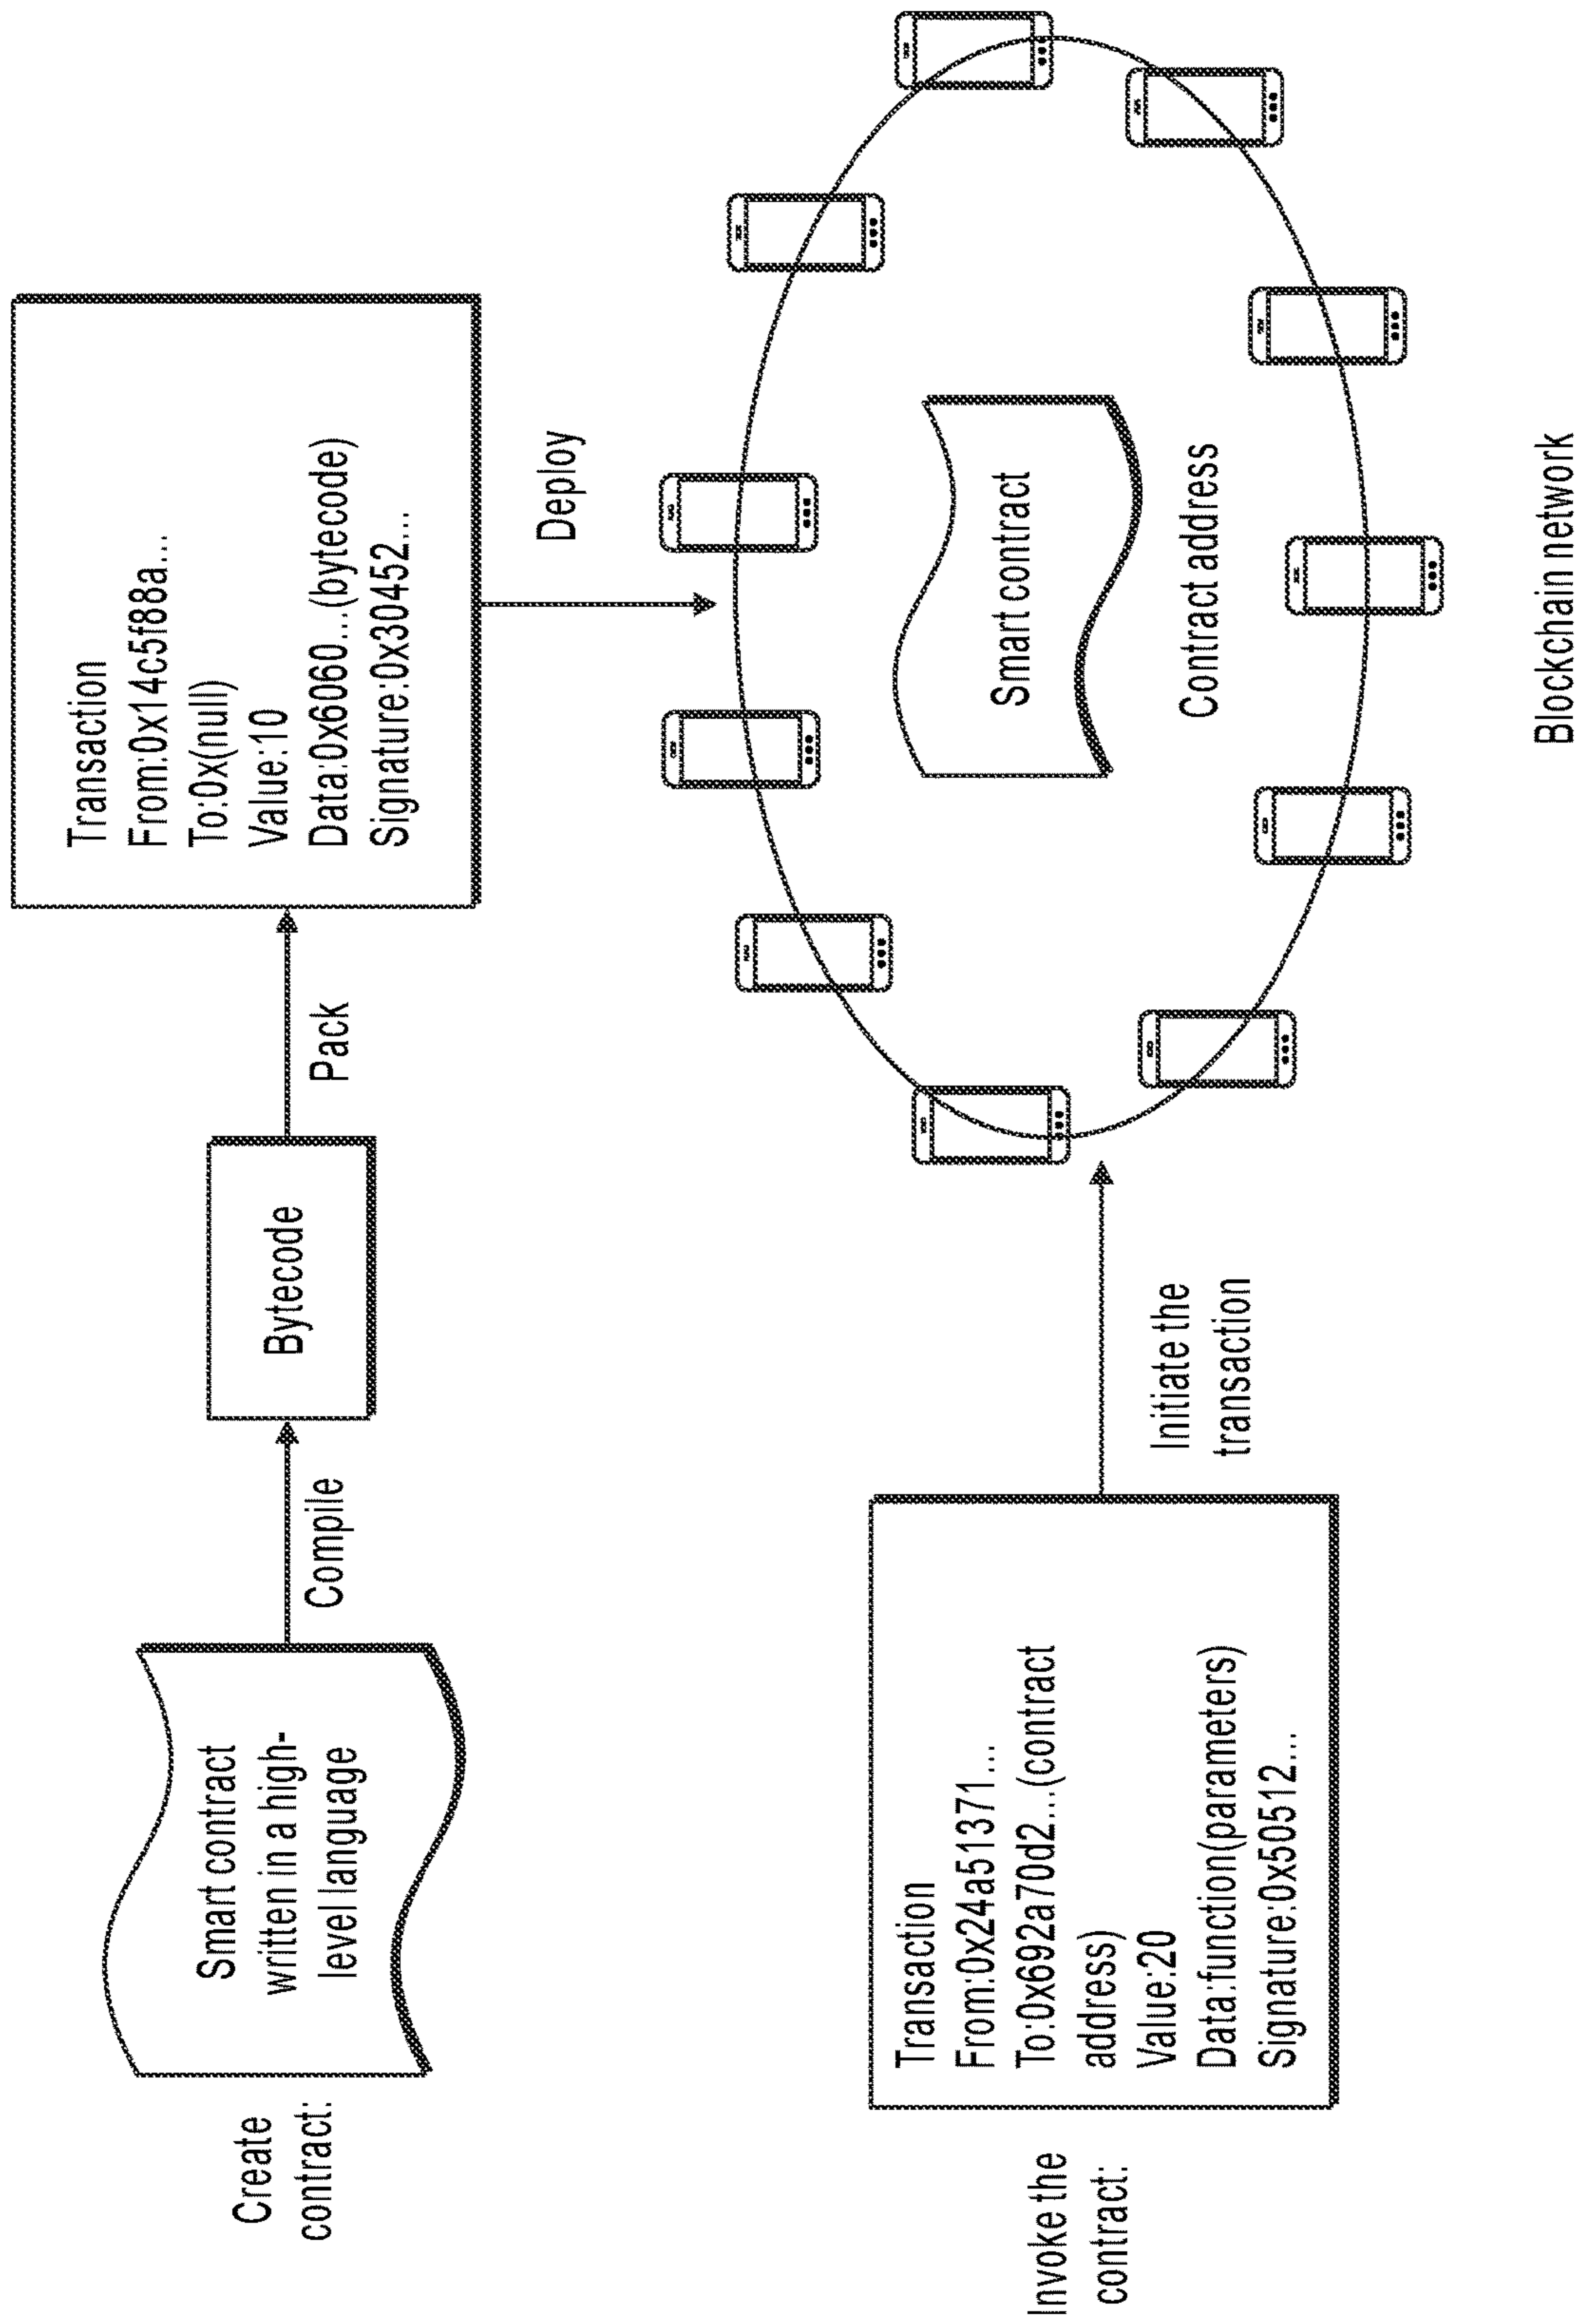 Create
contract:
Smart contract
written in a high-
level language
Compile
Bytecode
Pack
Transaction
From:0x14c5f88a...
To:0x(null)
Value:10
Data:0x6060...(bytecode)
Signature:0x30452...
Deploy
Invoke the
contract:
Transaction
From:0x24a51371...
To:0x692a70d2...(contract
address)
Value:20
Data:function(parameters)
Signature:0x50512...
Initiate the
transaction
Smart contract
Contract address
Blockchain network